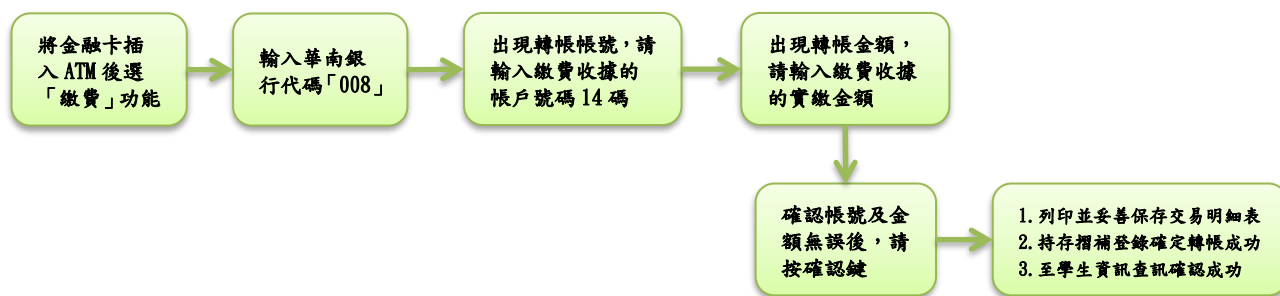 將金融卡插
入 ATM 後選
「繳費」功能
輸入華南銀
行代碼「008」
出現轉帳帳號，請
輸入繳費收據的
帳戶號碼 14 碼
出現轉帳金額，
請輸入繳費收據
的實繳金額
確認帳號及金
額無誤後，請
按確認鍵
1. 列印並妥善保存交易明細表
2. 持存摺補登錄確定轉帳成功
3. 至學生資訊查訊確認成功